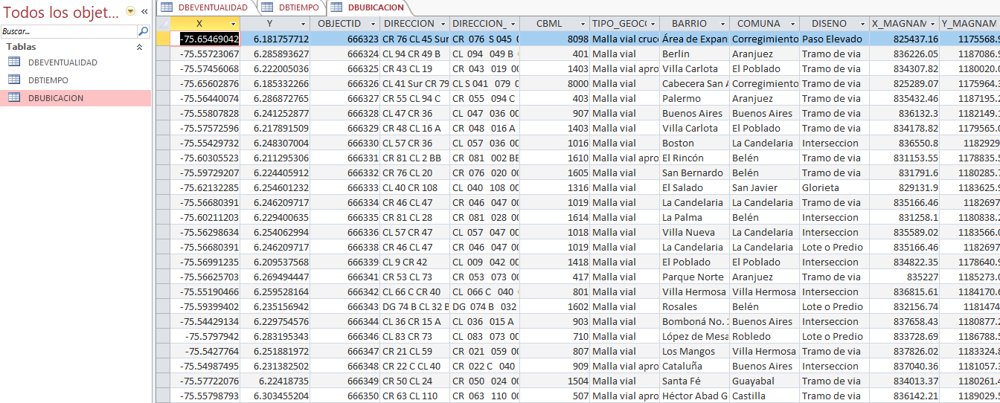 Todos los objet... «
Buscar...
Tablas
DBEVENTUALIDAD
DBTIEMPO
DBUBICACION
DBEVENTUALIDAD DBTIEMPO DBUBICACION
X Y OBJECTID DIRECCION DIRECCION_ CBML TIPO_GEOCO BARRIO COMUNA DISENO X_MAGNAM Y_MAGNAM
-75.65469042 6.181757712 666323 CR 76 CL 45 Sur CR 076 S 045 0 8098 Malla vial cruc Área de Expans Corregimiento Paso Elevado 825437.16 1175568.9
-75.55723067 6.285893627 666324 CL 94 CR 49 B CL 094 049 B 401 Malla vial Berlin Aranjuez Tramo de via 836226.05 1187086.9
-75.57456068 6.222005036 666325 CR 43 CL 19 CR 043 019 00 1403 Malla vial apro Villa Carlota El Poblado Tramo de via 834307.82 1180020.0
-75.65602876 6.185332266 666326 CL 41 Sur CR 79 CL S 041 079 0 8000 Malla vial Cabecera San A Corregimiento Tramo de via 825289.41 1175964.3
-75.56440074 6.286872765 666327 CR 55 CL 94 C CR 055 094 C 403 Malla vial Palermo Aranjuez Tramo de via 835432.46 1187195.2
-75.55807828 6.241252877 666328 CL 47 CR 36 CL 047 036 00 907 Malla vial Buenos Aires Buenos Aires Tramo de via 836132.3 1182149.1
-75.57572596 6.217891509 666329 CR 48 CL 16 A CR 048 016 A 1403 Malla vial Villa Carlota El Poblado Tramo de via 834178.82 1179565.0
-75.55429732 6.248307004 666330 CL 57 CR 36 CL 057 036 00 1016 Malla vial Boston La Candelaria Interseccion 836550.8 1182929
-75.60305523 6.211295306 666331 CR 81 CL 2 BB CR 081 002 BB 1610 Malla vial apro El Rincón Belén Tramo de via 831153.55 1178835.5
-75.59729207 6.224405912 666332 CR 76 CL 20 CR 076 020 00 1605 Malla vial San Bernardo Belén Tramo de via 831791.6 1180285.7
-75.62132285 6.254601232 666333 CL 40 CR 108 CL 040 108 00 1316 Malla vial El Salado San Javier Glorieta 829131.9 1183625.9
-75.56680391 6.246209717 666334 CR 46 CL 47 CR 046 047 00 1019 Malla vial La Candelaria La Candelaria Tramo de via 835166.46 1182697
-75.60211203 6.229400635 666335 CR 81 CL 28 CR 081 028 00 1614 Malla vial La Palma Belén Interseccion 831258.1 1180838.2
-75.56298634 6.254062994 666336 CL 57 CR 47 CL 057 047 00 1018 Malla vial Villa Nueva La Candelaria Interseccion 835589.02 1183566.0
-75.56680391 6.246209717 666338 CR 46 CL 47 CR 046 047 00 1019 Malla vial La Candelaria La Candelaria Lote o Predio 835166.46 1182697
-75.56991235 6.209537568 666339 CL 9 CR 42 CL 009 042 00 1418 Malla vial El Poblado El Poblado Interseccion 834822.35 1178640.9
-75.56625703 6.269494447 666341 CR 53 CL 73 CR 053 073 00 417 Malla vial Parque Norte Aranjuez Tramo de via 835227 1185273.0
-75.55190466 6.259528164 666342 CL 66 C CR 40 CL 066 C 040 0 801 Malla vial Villa Hermosa Villa Hermosa Interseccion 836815.61 1184170.6
-75.59399402 6.235156942 666343 DG 74 B CL 32 B DG 074 B 032 1602 Malla vial Rosales Belén Lote o Predio 832156.74 1181474
-75.54429134 6.229754576 666344 CL 36 CR 15 A CL 036 015 A 903 Malla vial Bomboná No. 2 Buenos Aires Interseccion 837658.43 1180877.2
-75.5797942 6.283195343 666346 CL 83 CR 73 CL 083 073 00 710 Malla vial López de Mesa Robledo Lote o Predio 833728.69 1186788.5
-75.5427764 6.251881972 666347 CR 21 CL 59 CR 021 059 00 807 Malla vial Los Mangos Villa Hermosa Tramo de via 837826.02 1183324.8
-75.54987495 6.231382502 666348 CR 22 C CL 40 CR 022 C 040 909 Malla vial apro Cataluña Buenos Aires Interseccion 837040.36 1181057.3
-75.57722076 6.22418735 666349 CR 50 CL 24 CR 050 024 00 1504 Malla vial Santa Fé Guayabal Tramo de via 834013.37 1180261.4
-75.55798793 6.303455204 666350 CR 63 CL 110 CR 063 110 00 507 Malla vial apro Héctor Abad G Castilla Tramo de via 836142.21 1189029.5